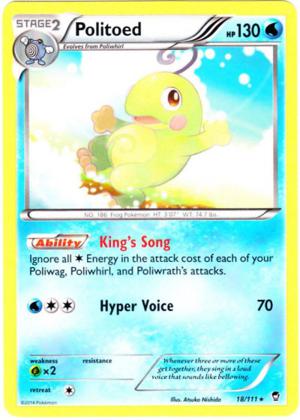 STAGE2
Politoed
HP 130
Evolves from Poliwhirl
NO. 186 Frog Pokémon HT: 3'07" WT: 74.7 lbs.
Ability King's Song
Ignore all Energy in the attack cost of each of
your Poliwag, Poliwhirl, and Poliwrath's attacks.
Hyper Voice 70
weakness
resistance
×2
retreat
Whenever three or more of these
get together, they sing in a loud
voice that sounds like bellowing.
Illus. Atsuko Nishida
18/111
©2014 Pokémon